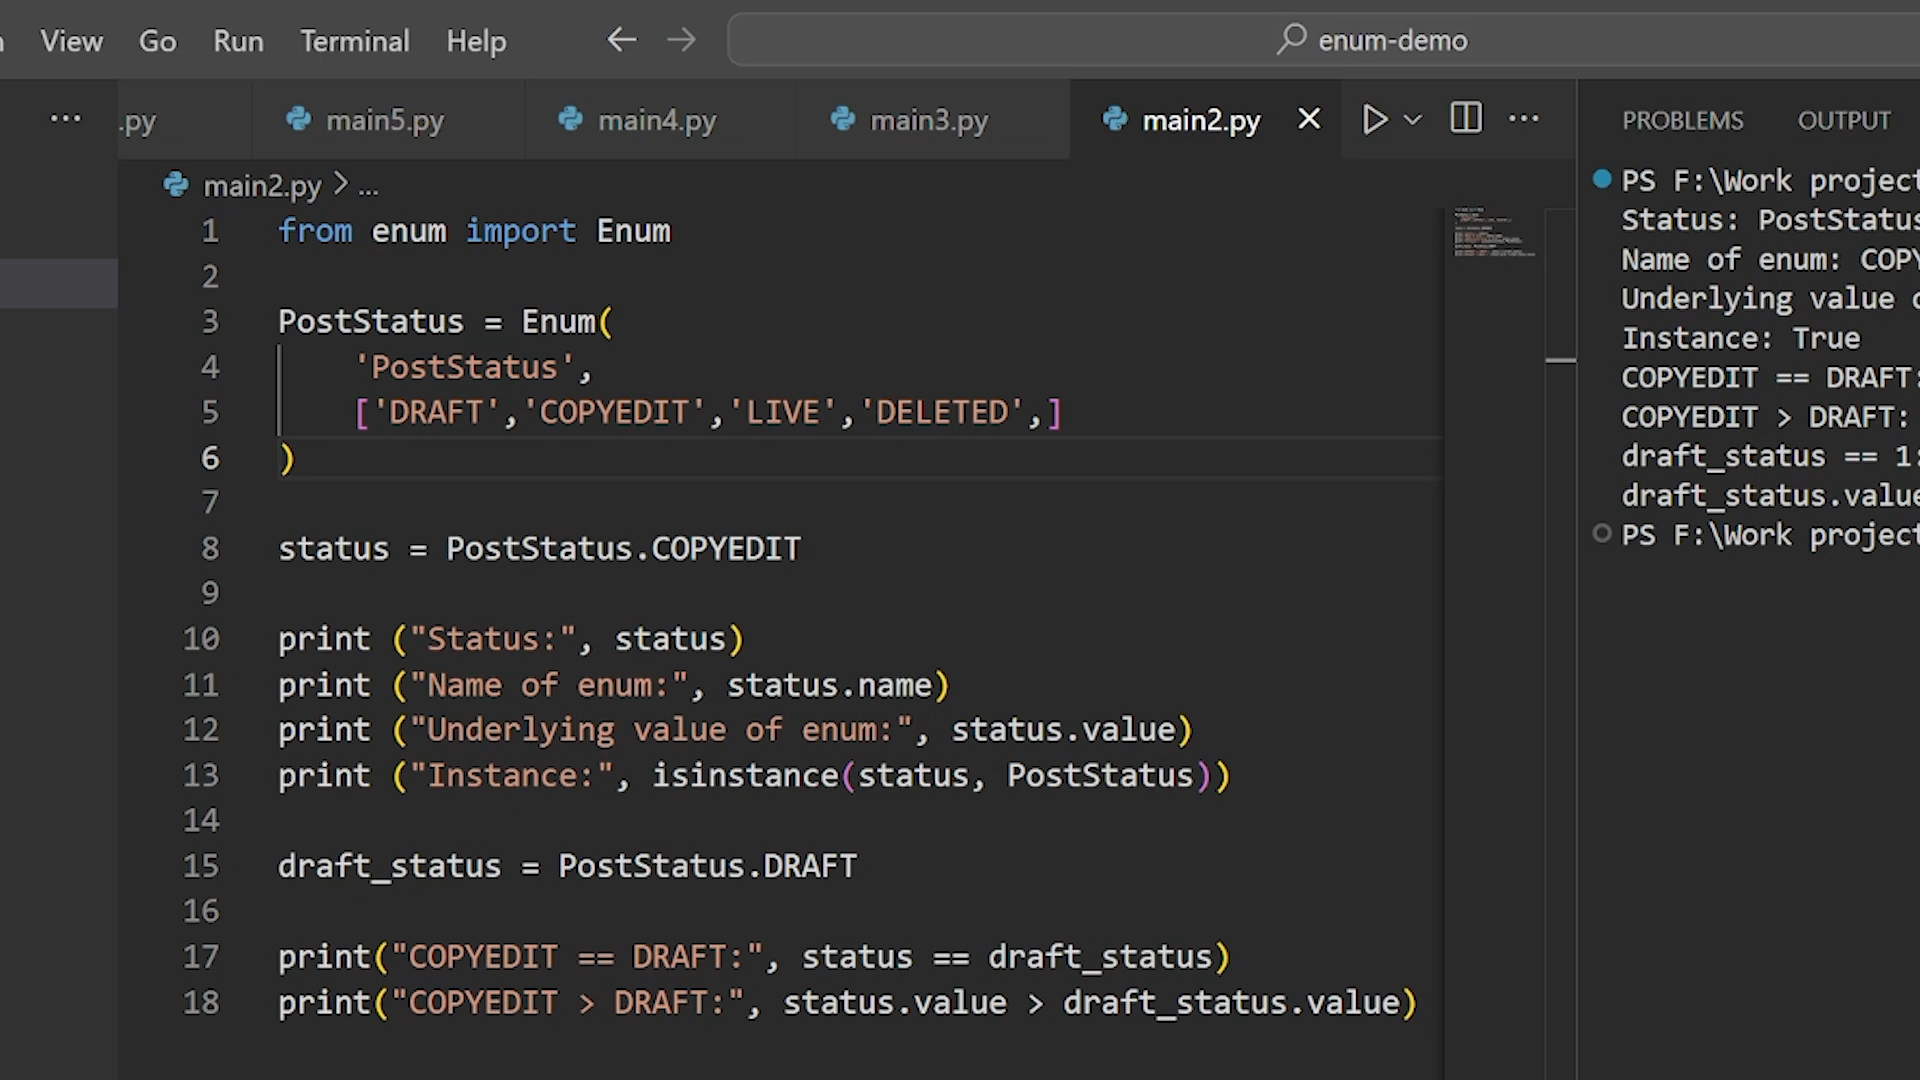 View Go Run Terminal Help enum-demo
.py main5.py main4.py main3.py main2.py
main2.py > ...
1 from enum import Enum
2
3 PostStatus = Enum(
4 'PostStatus',
5 ['DRAFT','COPYEDIT','LIVE','DELETED',]
6 )
7
8 status = PostStatus.COPYEDIT
9
10 print ("Status:", status)
11 print ("Name of enum:", status.name)
12 print ("Underlying value of enum:", status.value)
13 print ("Instance:", isinstance(status, PostStatus))
14
15 draft_status = PostStatus.DRAFT
16
17 print("COPYEDIT == DRAFT:", status == draft_status)
18 print("COPYEDIT > DRAFT:", status.value > draft_status.value)
PROBLEMS OUTPUT
PS F:\Work project
Status: PostStatus
Name of enum: COPY
Underlying value
Instance: True
COPYEDIT == DRAFT:
COPYEDIT > DRAFT:
draft_status == 1:
draft_status.value
PS F:\Work project